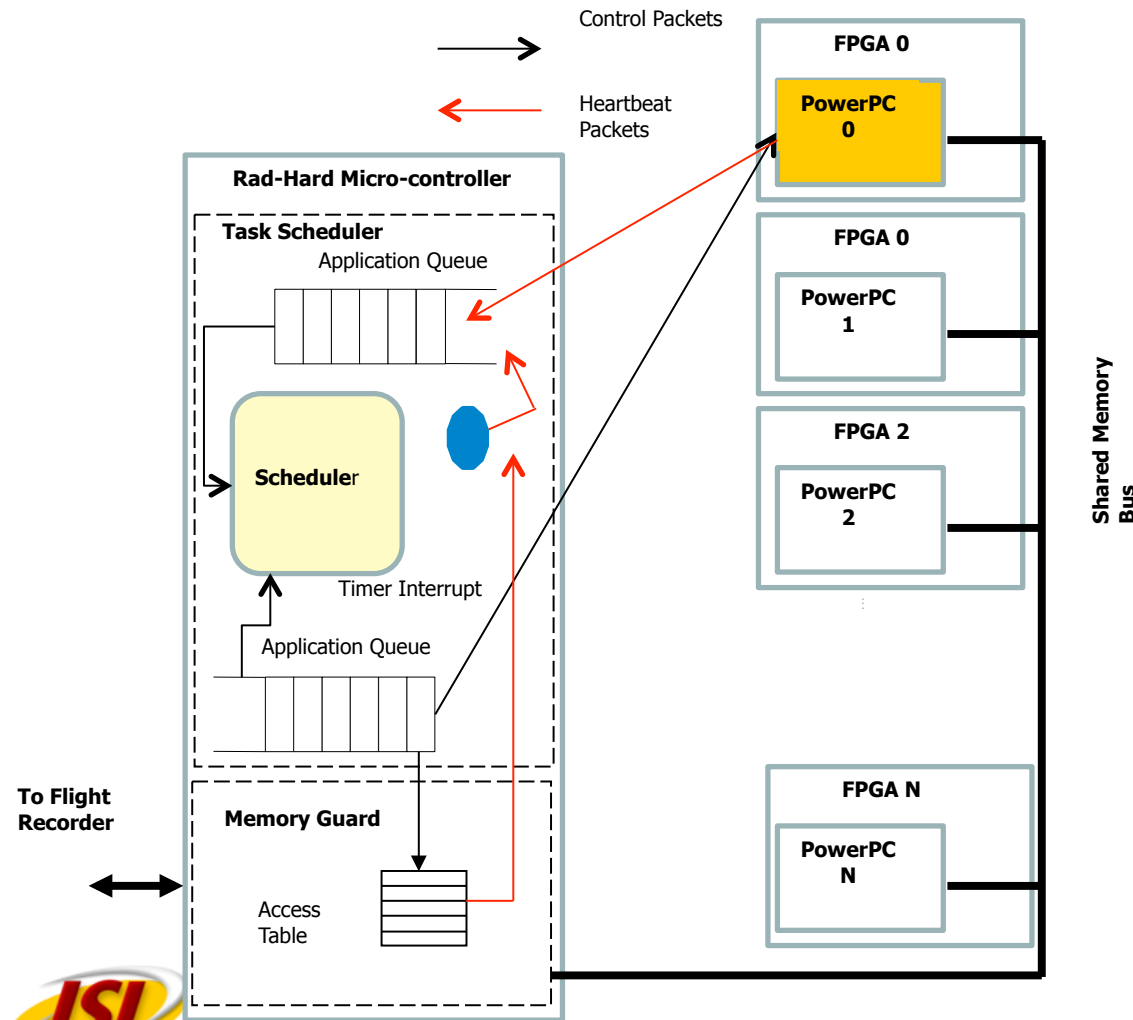 Control Packets
Heartbeat
Packets
FPGA 0
PowerPC
0
Rad-Hard Micro-controller
Task Scheduler
Application Queue
Scheduler
Timer Interrupt
Application Queue
FPGA 0
PowerPC
1
FPGA 2
PowerPC
2
Shared Memory
Bus
To Flight
Recorder
Memory Guard
Access
Table
FPGA N
PowerPC
N
ISI